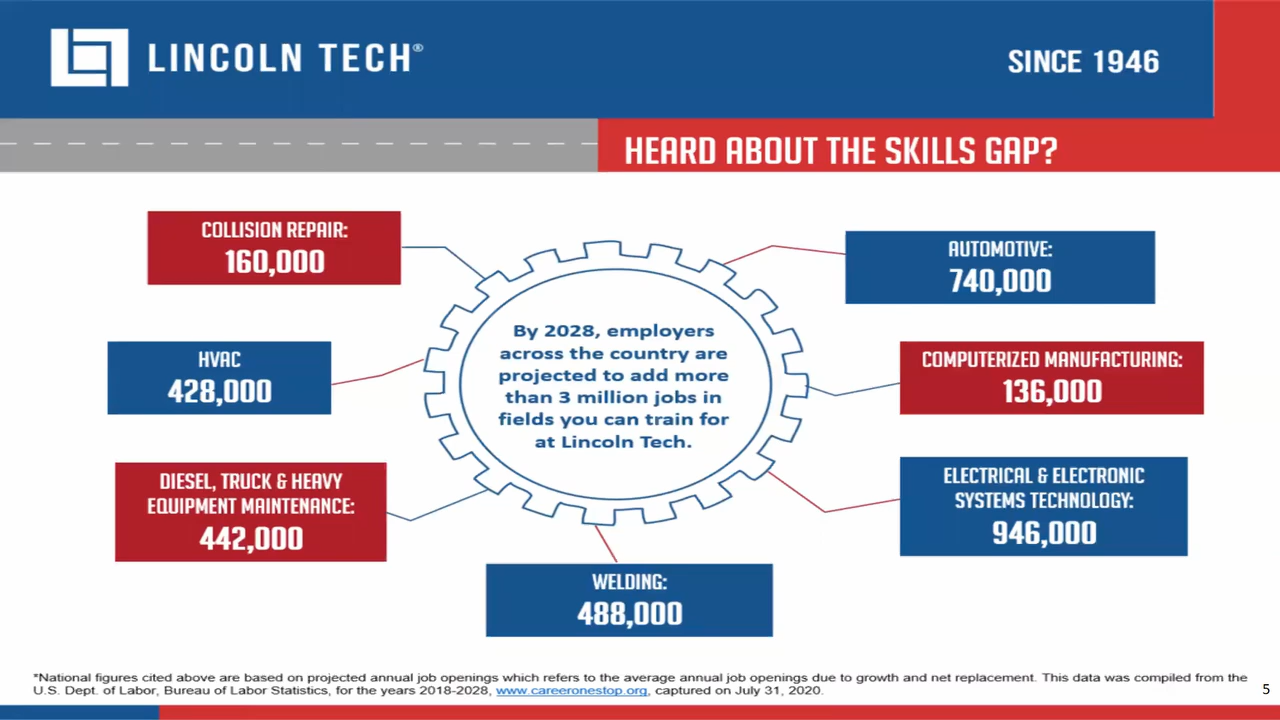 LINCOLN TECH®
SINCE 1946
HEARD ABOUT THE SKILLS GAP?
COLLISION REPAIR:
160,000
AUTOMOTIVE:
740,000
HVAC
428,000
By 2028, employers
across the country are
projected to add more
than 3 million jobs in
fields you can train for
at Lincoln Tech.
COMPUTERIZED MANUFACTURING:
136,000
DIESEL, TRUCK & HEAVY
EQUIPMENT MAINTENANCE:
442,000
ELECTRICAL & ELECTRONIC
SYSTEMS TECHNOLOGY:
946,000
WELDING:
488,000
*National figures cited above are based on projected annual job openings which refers to the average annual job openings due to growth and net replacement. This data was compiled from the
U.S. Dept. of Labor, Bureau of Labor Statistics, for the years 2018-2028, www.careeronestop.org, captured on July 31, 2020.
5